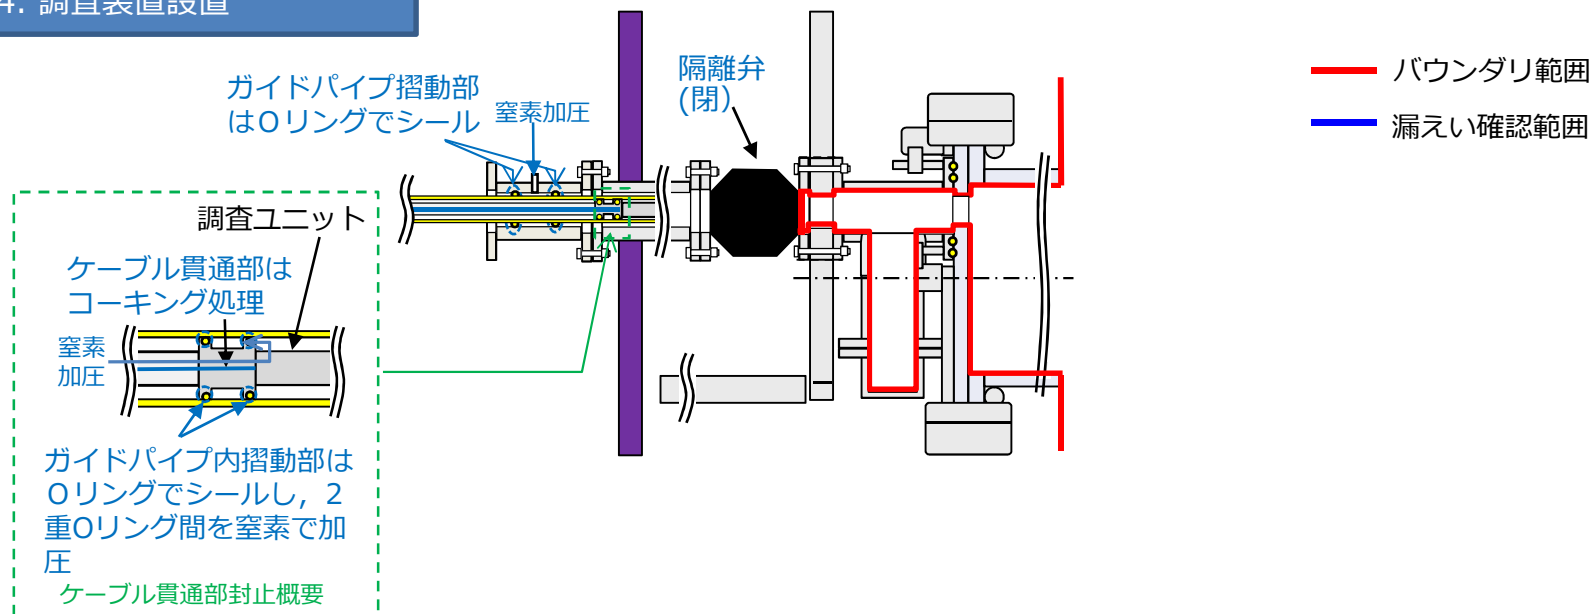 4. 調査装置設置
ガイドパイプ摺動部
はＯリングでシール
窒素加圧
隔離弁
(閉)
バウンダリ範囲
漏えい確認範囲
調査ユニット
ケーブル貫通部は
コーキング処理
窒素
加圧
ガイドパイプ内摺動部は
Ｏリングでシールし，２
重Oリング間を窒素で加
圧
ケーブル貫通部封止概要